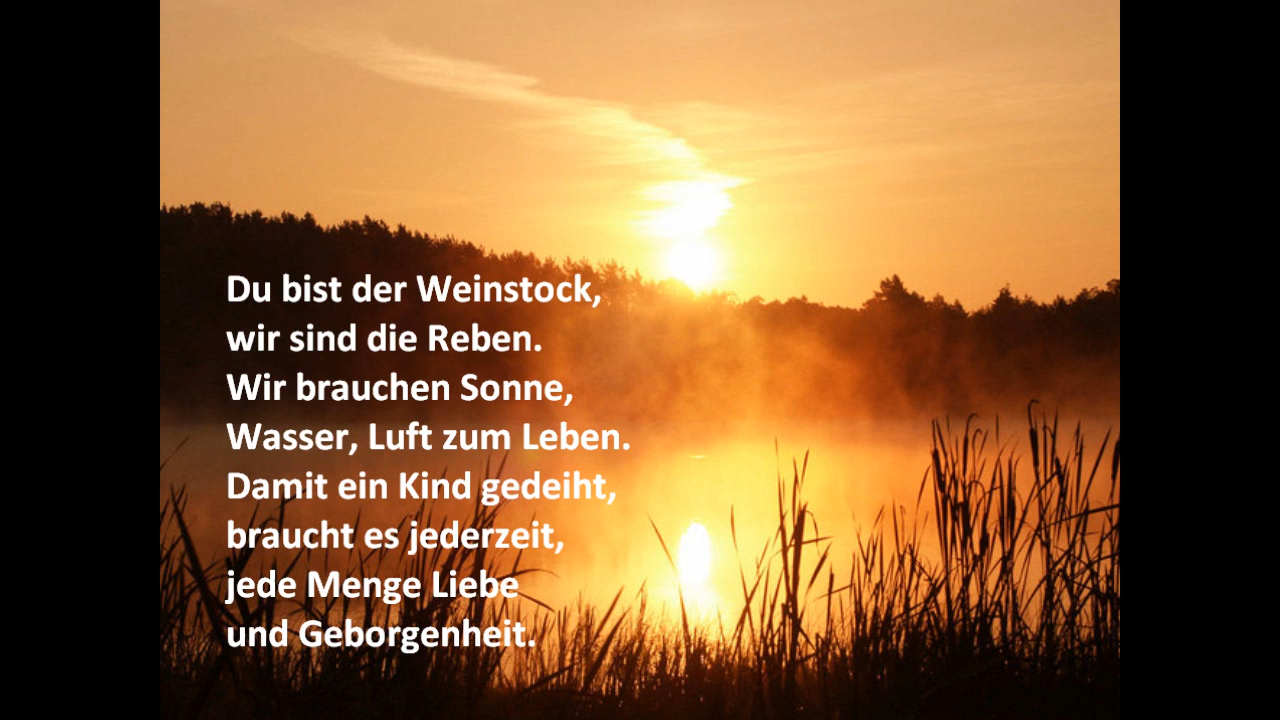 Du bist der Weinstock,
wir sind die Reben.
Wir brauchen Sonne,
Wasser, Luft zum Leben.
Damit ein Kind gedeiht,
braucht es jederzeit,
jede Menge Liebe
und Geborgenheit.